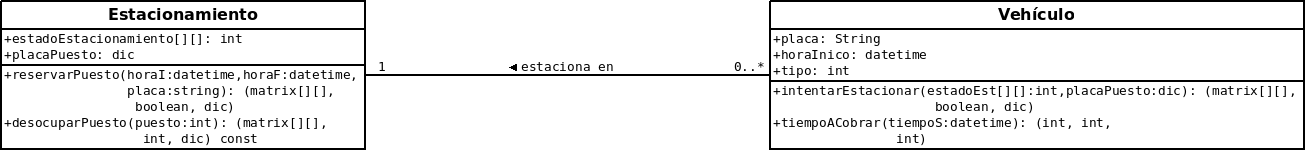 Estacionamiento
+estadoEstacionamiento[][]: int
+placaPuesto: dic
+reservarPuesto(horaI:datetime,horaF:datetime,
placa:string): (matrix[][],
boolean, dic)
+desocuparPuesto(puesto:int): (matrix[][],
int, dic) const
1
◄ estaciona en
0..*
Vehículo
+placa: String
+horaInico: datetime
+tipo: int
+intentarEstacionar(estadoEst[][]:int,placaPuesto:dic): (matrix[][],
boolean, dic)
+tiempoACobrar(tiempoS:datetime): (int, int,
int)